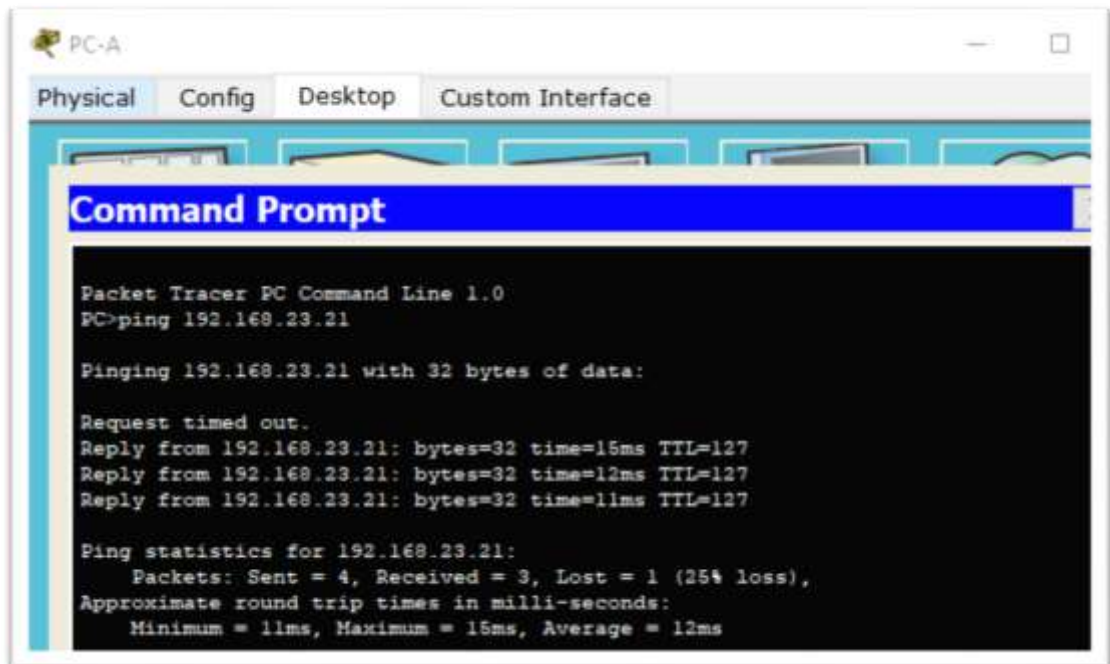 PC-A
Physical Config Desktop Custom Interface
Command Prompt
Packet Tracer PC Command Line 1.0
PC>ping 192.168.23.21
Pinging 192.168.23.21 with 32 bytes of data:
Request timed out.
Reply from 192.168.23.21: bytes=32 time=15ms TTL=127
Reply from 192.168.23.21: bytes=32 time=12ms TTL=127
Reply from 192.168.23.21: bytes=32 time=11ms TTL=127
Ping statistics for 192.168.23.21:
Packets: Sent = 4, Received = 3, Lost = 1 (25% loss),
Approximate round trip times in milli-seconds:
Minimum = 11ms, Maximum = 15ms, Average = 12ms